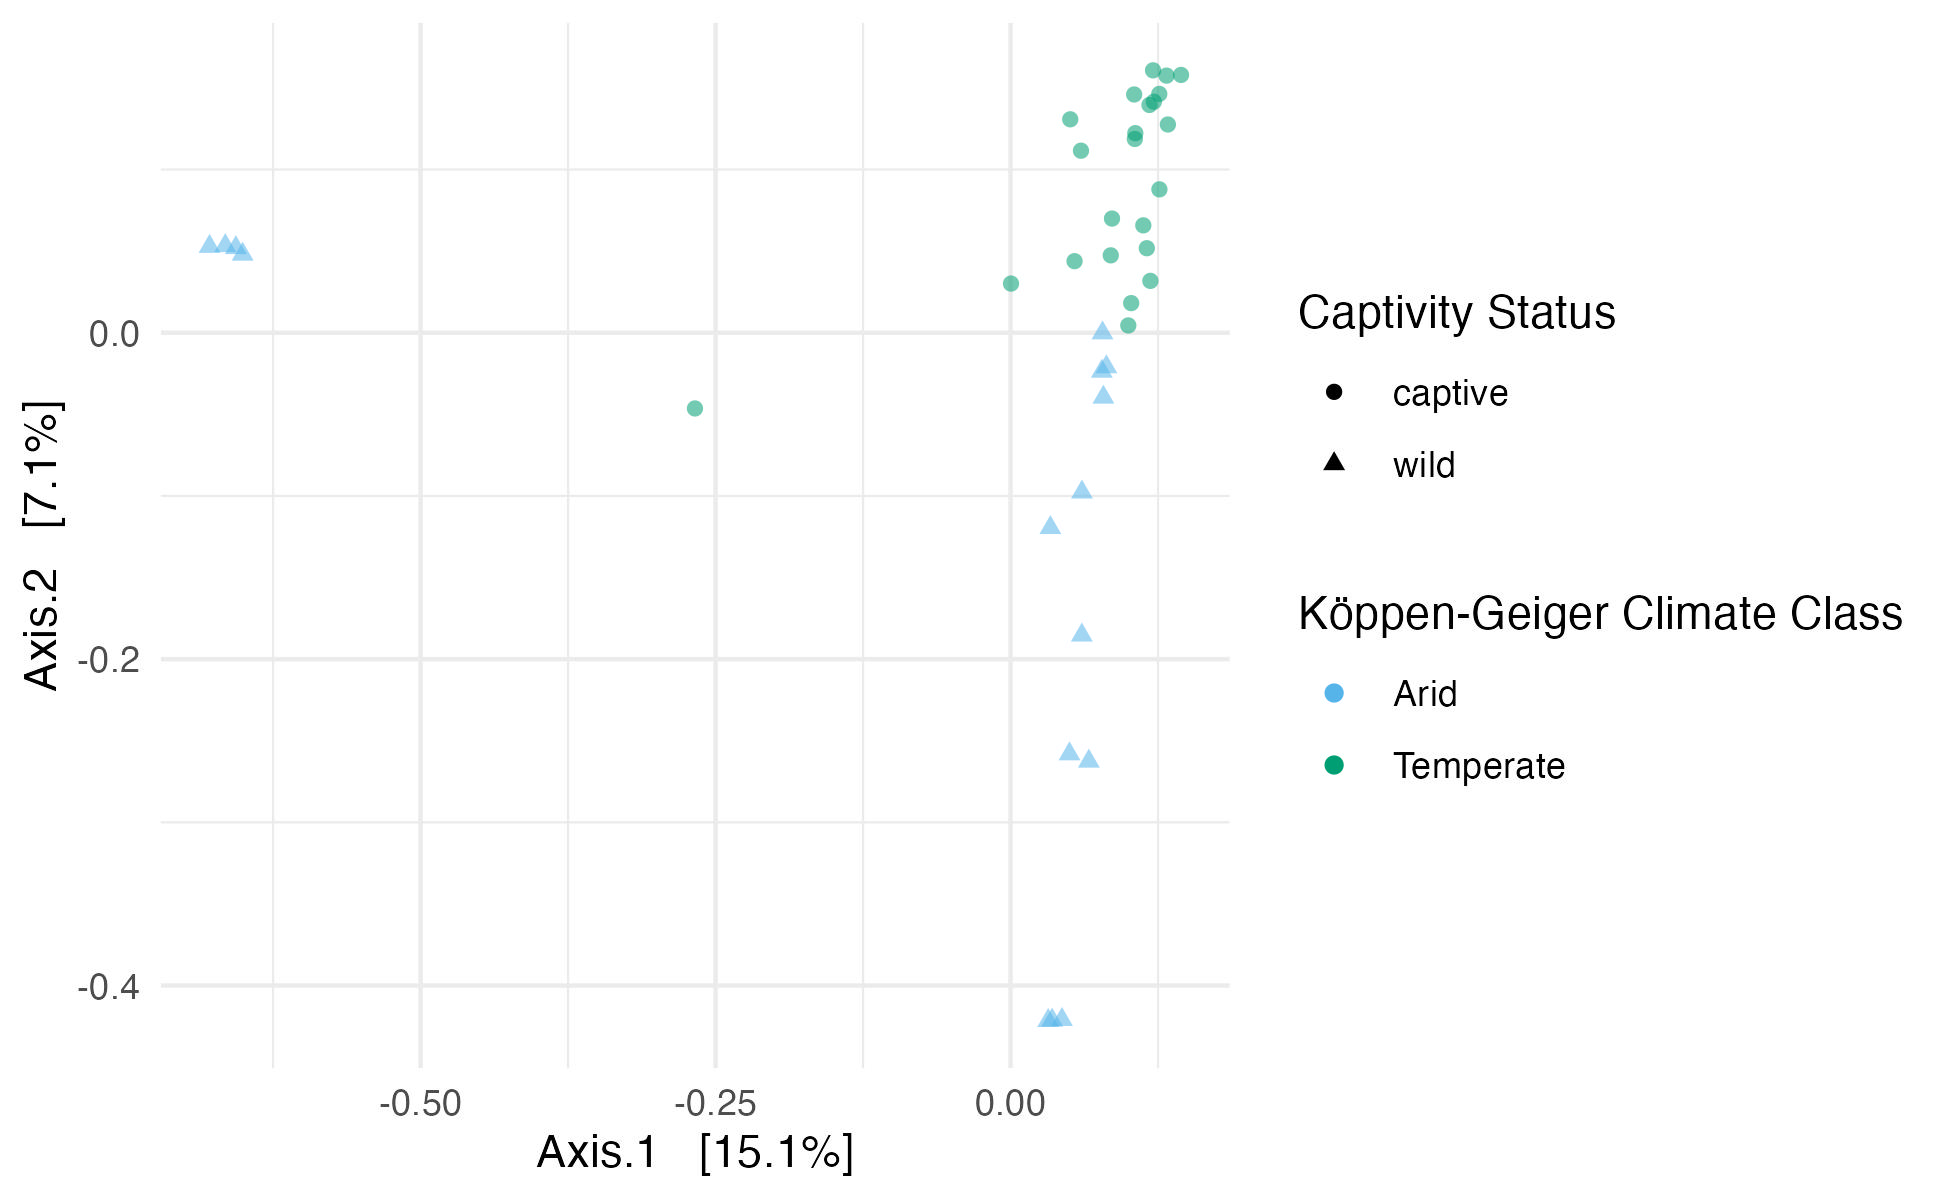 0.0
-0.2
-0.4
Axis.2 [7.1%]
-0.50
-0.25
0.00
Axis.1 [15.1%]
Captivity Status
captive
wild
Köppen-Geiger Climate Class
Arid
Temperate